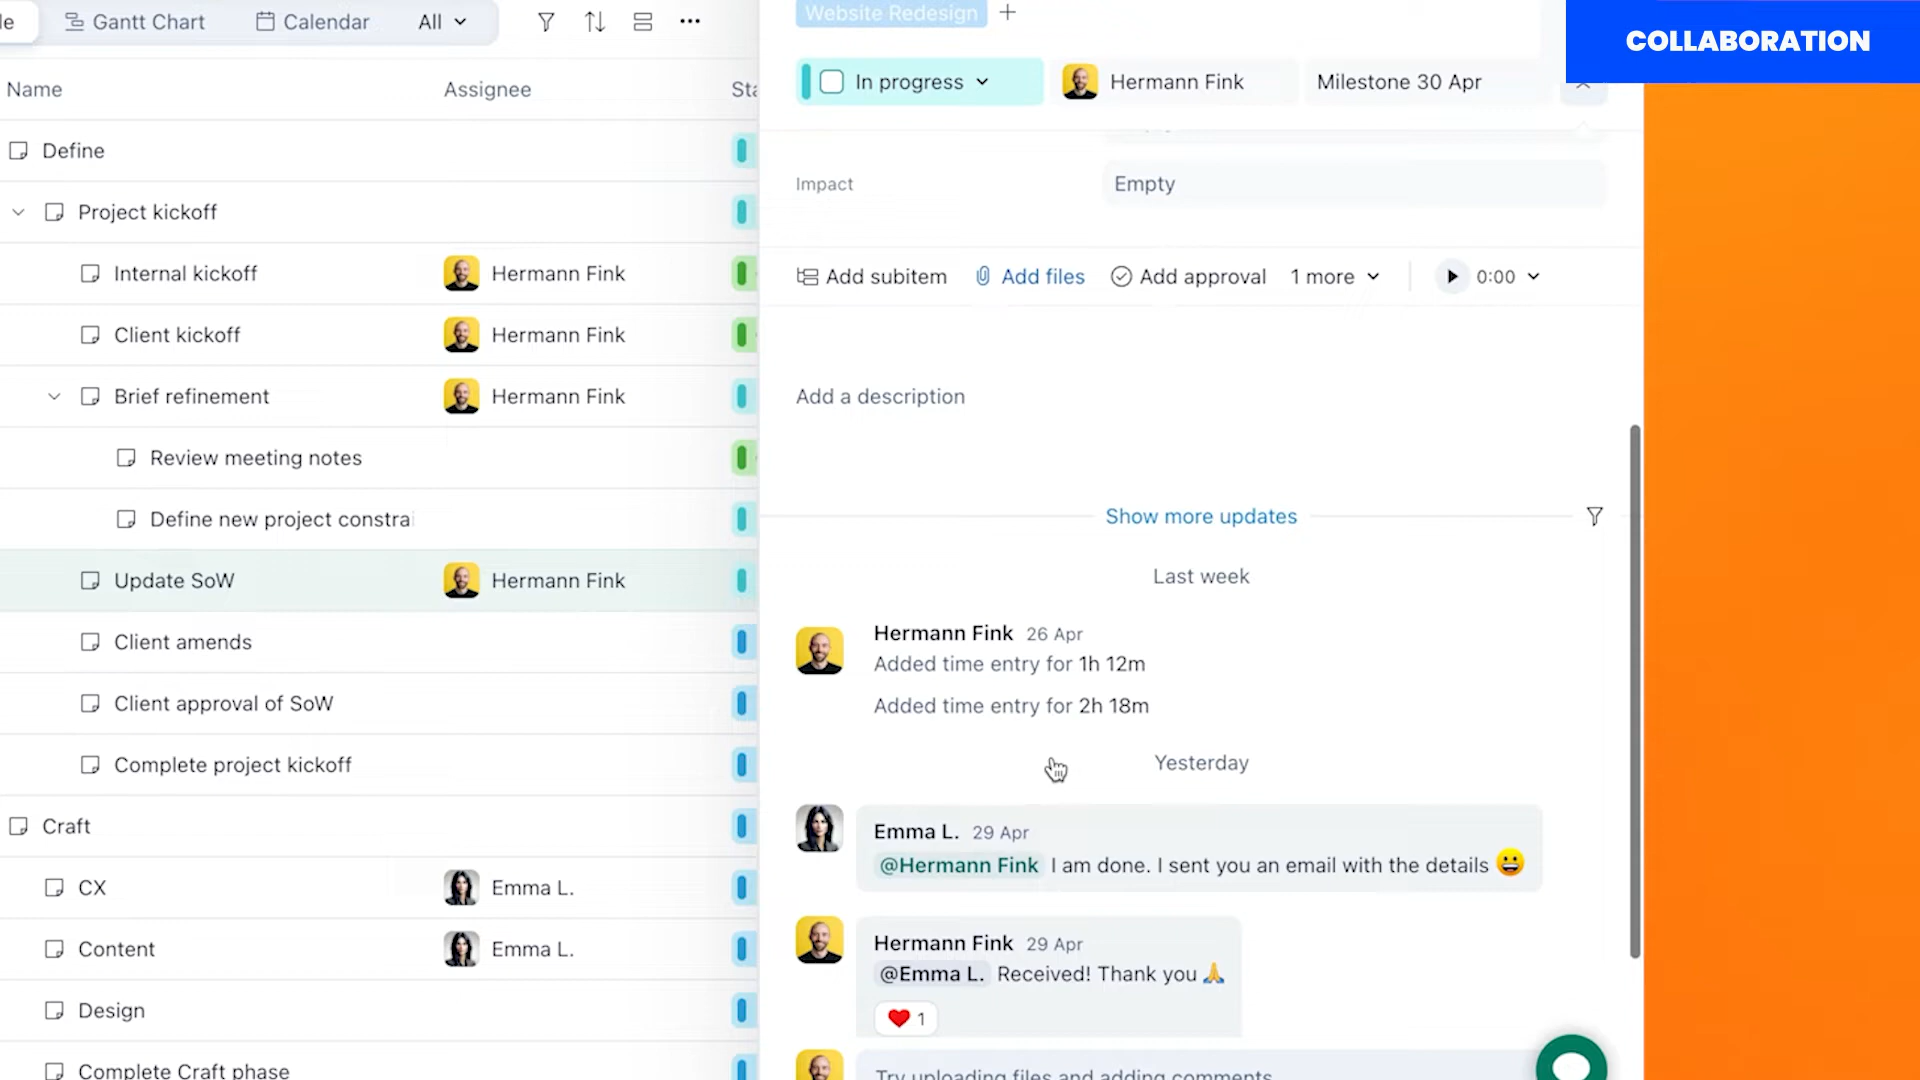 le
Gantt Chart
Calendar
All
Name
Assignee
Sta
Define
Project kickoff
Internal kickoff
Hermann Fink
Client kickoff
Hermann Fink
Brief refinement
Hermann Fink
Review meeting notes
Define new project constrai
Update SoW
Hermann Fink
Client amends
Client approval of SoW
Complete project kickoff
Craft
CX
Emma L.
Content
Emma L.
Design
Complete Craft phase
COLLABORATION
Website Redesign
In progress
Hermann Fink
Milestone 30 Apr
Impact
Empty
Add subitem
Add files
Add approval
1 more
0:00
Add a description
Show more updates
Last week
Hermann Fink 26 Apr
Added time entry for 1h 12m
Added time entry for 2h 18m
Yesterday
Emma L. 29 Apr
@Hermann Fink I am done. I sent you an email with the details 😀
Hermann Fink 29 Apr
@Emma L. Received! Thank you 🙏
❤️ 1
Try uploading files and adding comments